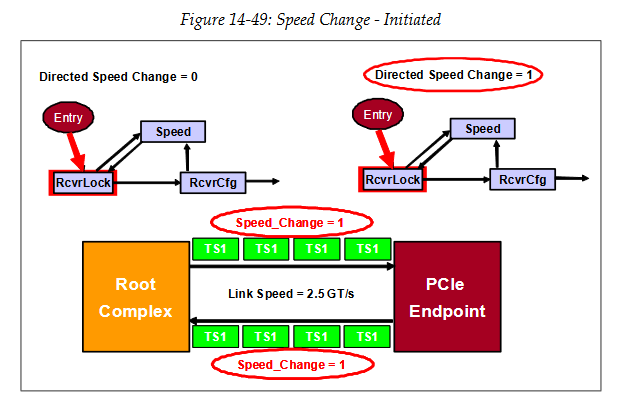 Figure 14-49: Speed Change - Initiated
Directed Speed Change = 0
Directed Speed Change = 1
Entry
Speed
RcvrLock
RcvrCfg
Entry
Speed
RcvrLock
RcvrCfg
Speed_Change = 1
TS1 TS1 TS1 TS1
Root
Complex
Link Speed = 2.5 GT/s
PCIe
Endpoint
TS1 TS1 TS1 TS1
Speed_Change = 1